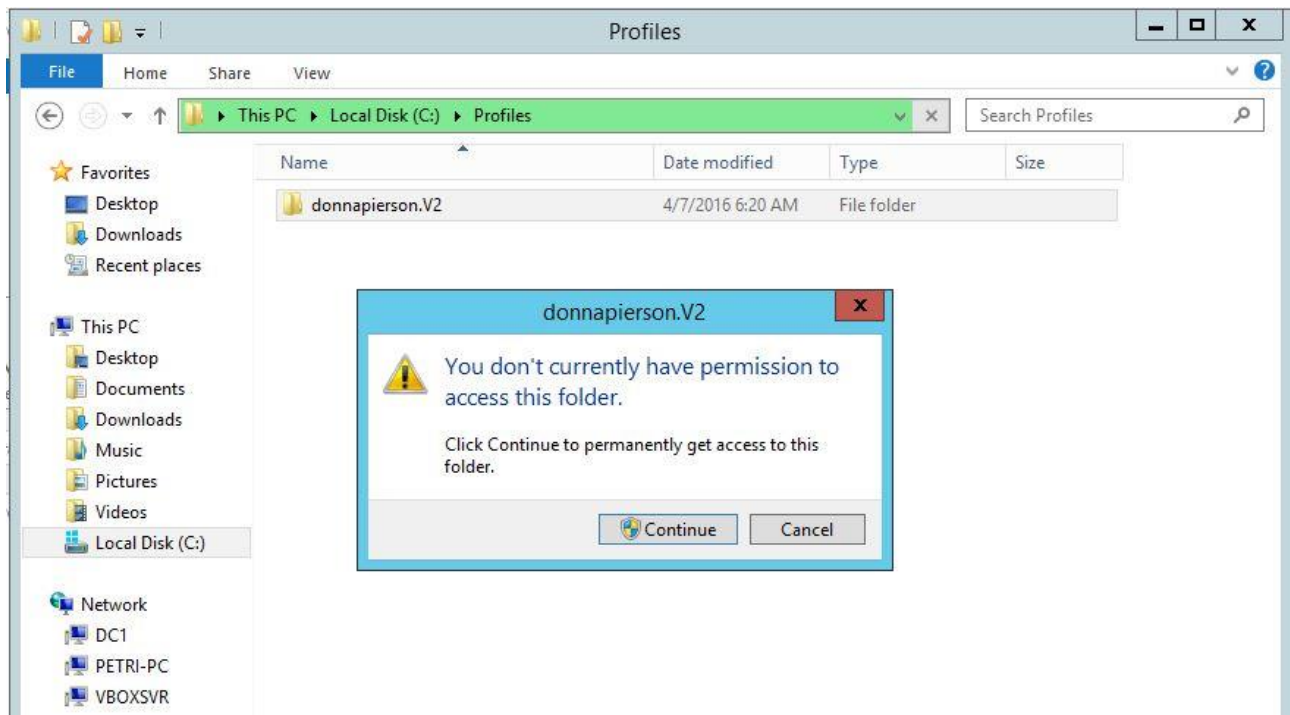 Profiles
File Home Share View
This PC Local Disk (C:) Profiles
Search Profiles
Name Date modified Type Size
donnapierson.V2 4/7/2016 6:20 AM File folder
Favorites
Desktop
Downloads
Recent places
This PC
Desktop
Documents
Downloads
Music
Pictures
Videos
Local Disk (C:)
Network
DC1
PETRI-PC
VBOXSVR
donnapierson.V2
You don't currently have permission to
access this folder.
Click Continue to permanently get access to this
folder.
Continue Cancel